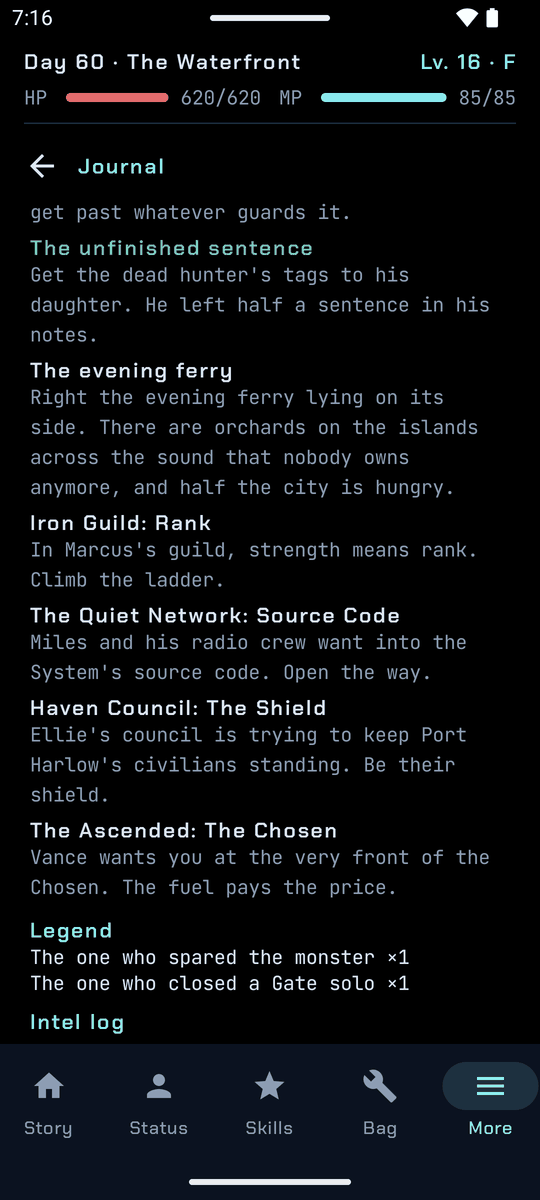 7:16
Day 60 · The Waterfront
Lv. 16 · F
HP 620/620 MP 85/85
Journal
get past whatever guards it.
The unfinished sentence
Get the dead hunter's tags to his
daughter. He left half a sentence in his
notes.
The evening ferry
Right the evening ferry lying on its
side. There are orchards on the islands
across the sound that nobody owns
anymore, and half the city is hungry.
Iron Guild: Rank
In Marcus's guild, strength means rank.
Climb the ladder.
The Quiet Network: Source Code
Miles and his radio crew want into the
System's source code. Open the way.
Haven Council: The Shield
Ellie's council is trying to keep Port
Harlow's civilians standing. Be their
shield.
The Ascended: The Chosen
Vance wants you at the very front of the
Chosen. The fuel pays the price.
Legend
The one who spared the monster ×1
The one who closed a Gate solo ×1
Intel log
Story
Status
Skills
Bag
More